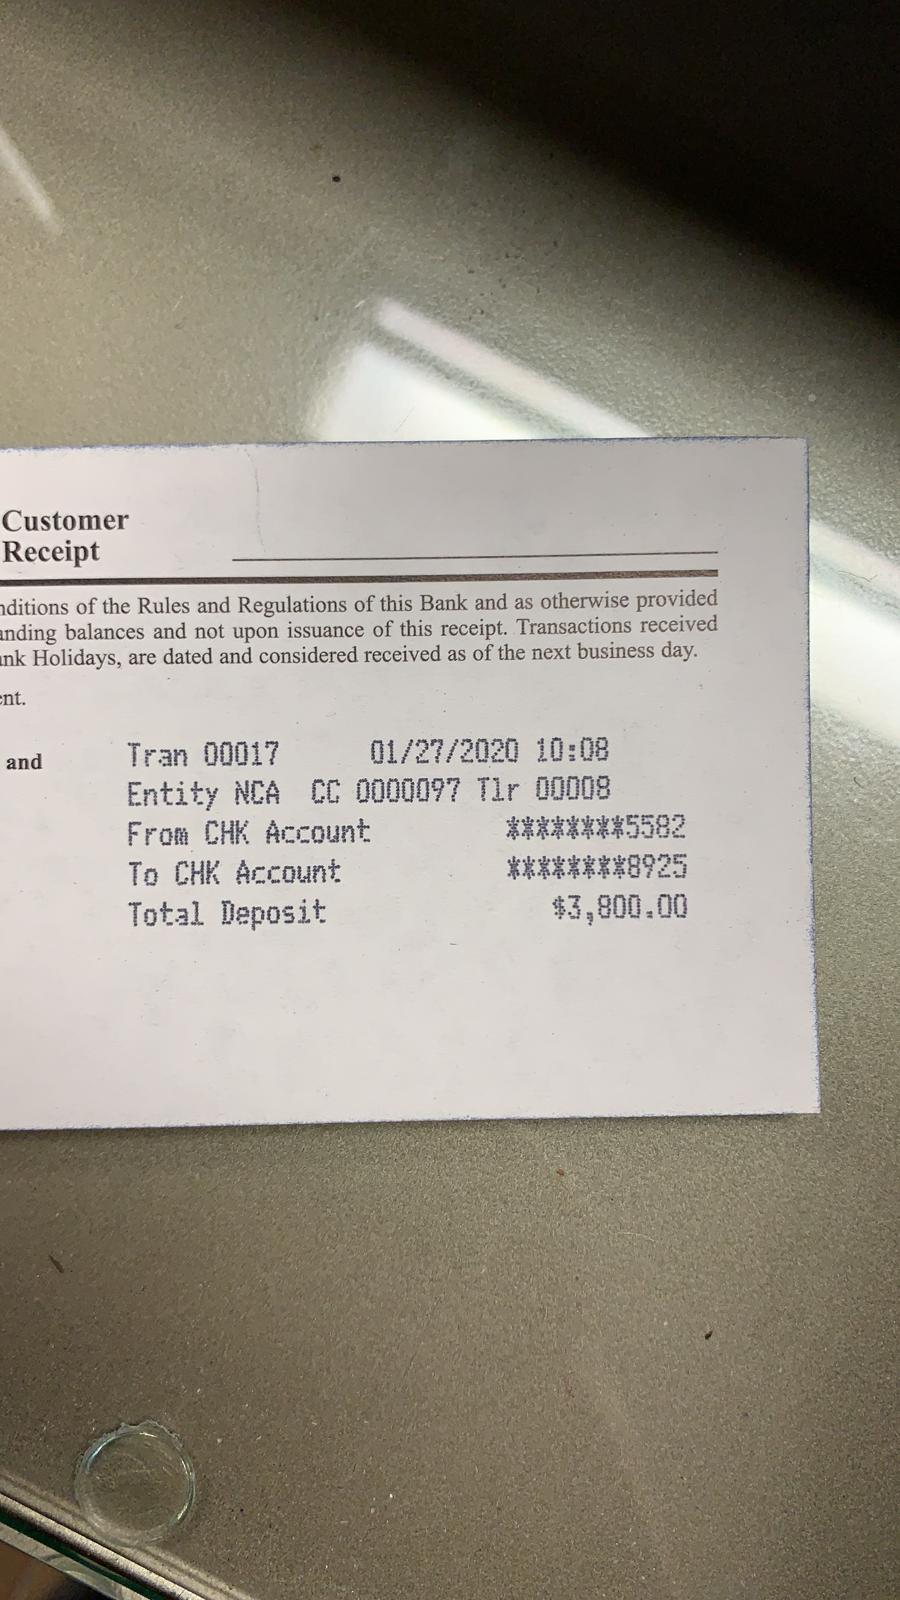 Customer
Receipt
nditions of the Rules and Regulations of this Bank and as otherwise provided
anding balances and not upon issuance of this receipt. Transactions received
ank Holidays, are dated and considered received as of the next business day.
ent.
and
Tran 00017 01/27/2020 10:08
Entity NCA CC 0000097 Tlr 00008
From CHK Account ********5582
To CHK Account ********8925
Total Deposit $3,800.00